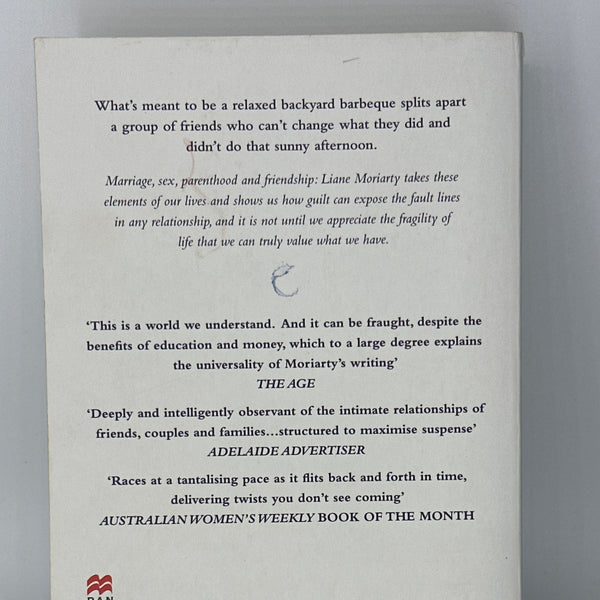 What's meant to be a relaxed backyard barbeque splits apart
a group of friends who can't change what they did and
didn't do that sunny afternoon.
Marriage, sex, parenthood and friendship: Liane Moriarty takes these
elements of our lives and shows us how guilt can expose the fault lines
in any relationship, and it is not until we appreciate the fragility of
life that we can truly value what we have.
'This is a world we understand. And it can be fraught, despite the
benefits of education and money, which to a large degree explains
the universality of Moriarty's writing'
THE AGE
'Deeply and intelligently observant of the intimate relationships of
friends, couples and families...structured to maximise suspense'
ADELAIDE ADVERTISER
'Races at a tantalising pace as it flits back and forth in time,
delivering twists you don't see coming'
AUSTRALIAN WOMEN'S WEEKLY BOOK OF THE MONTH
PAN